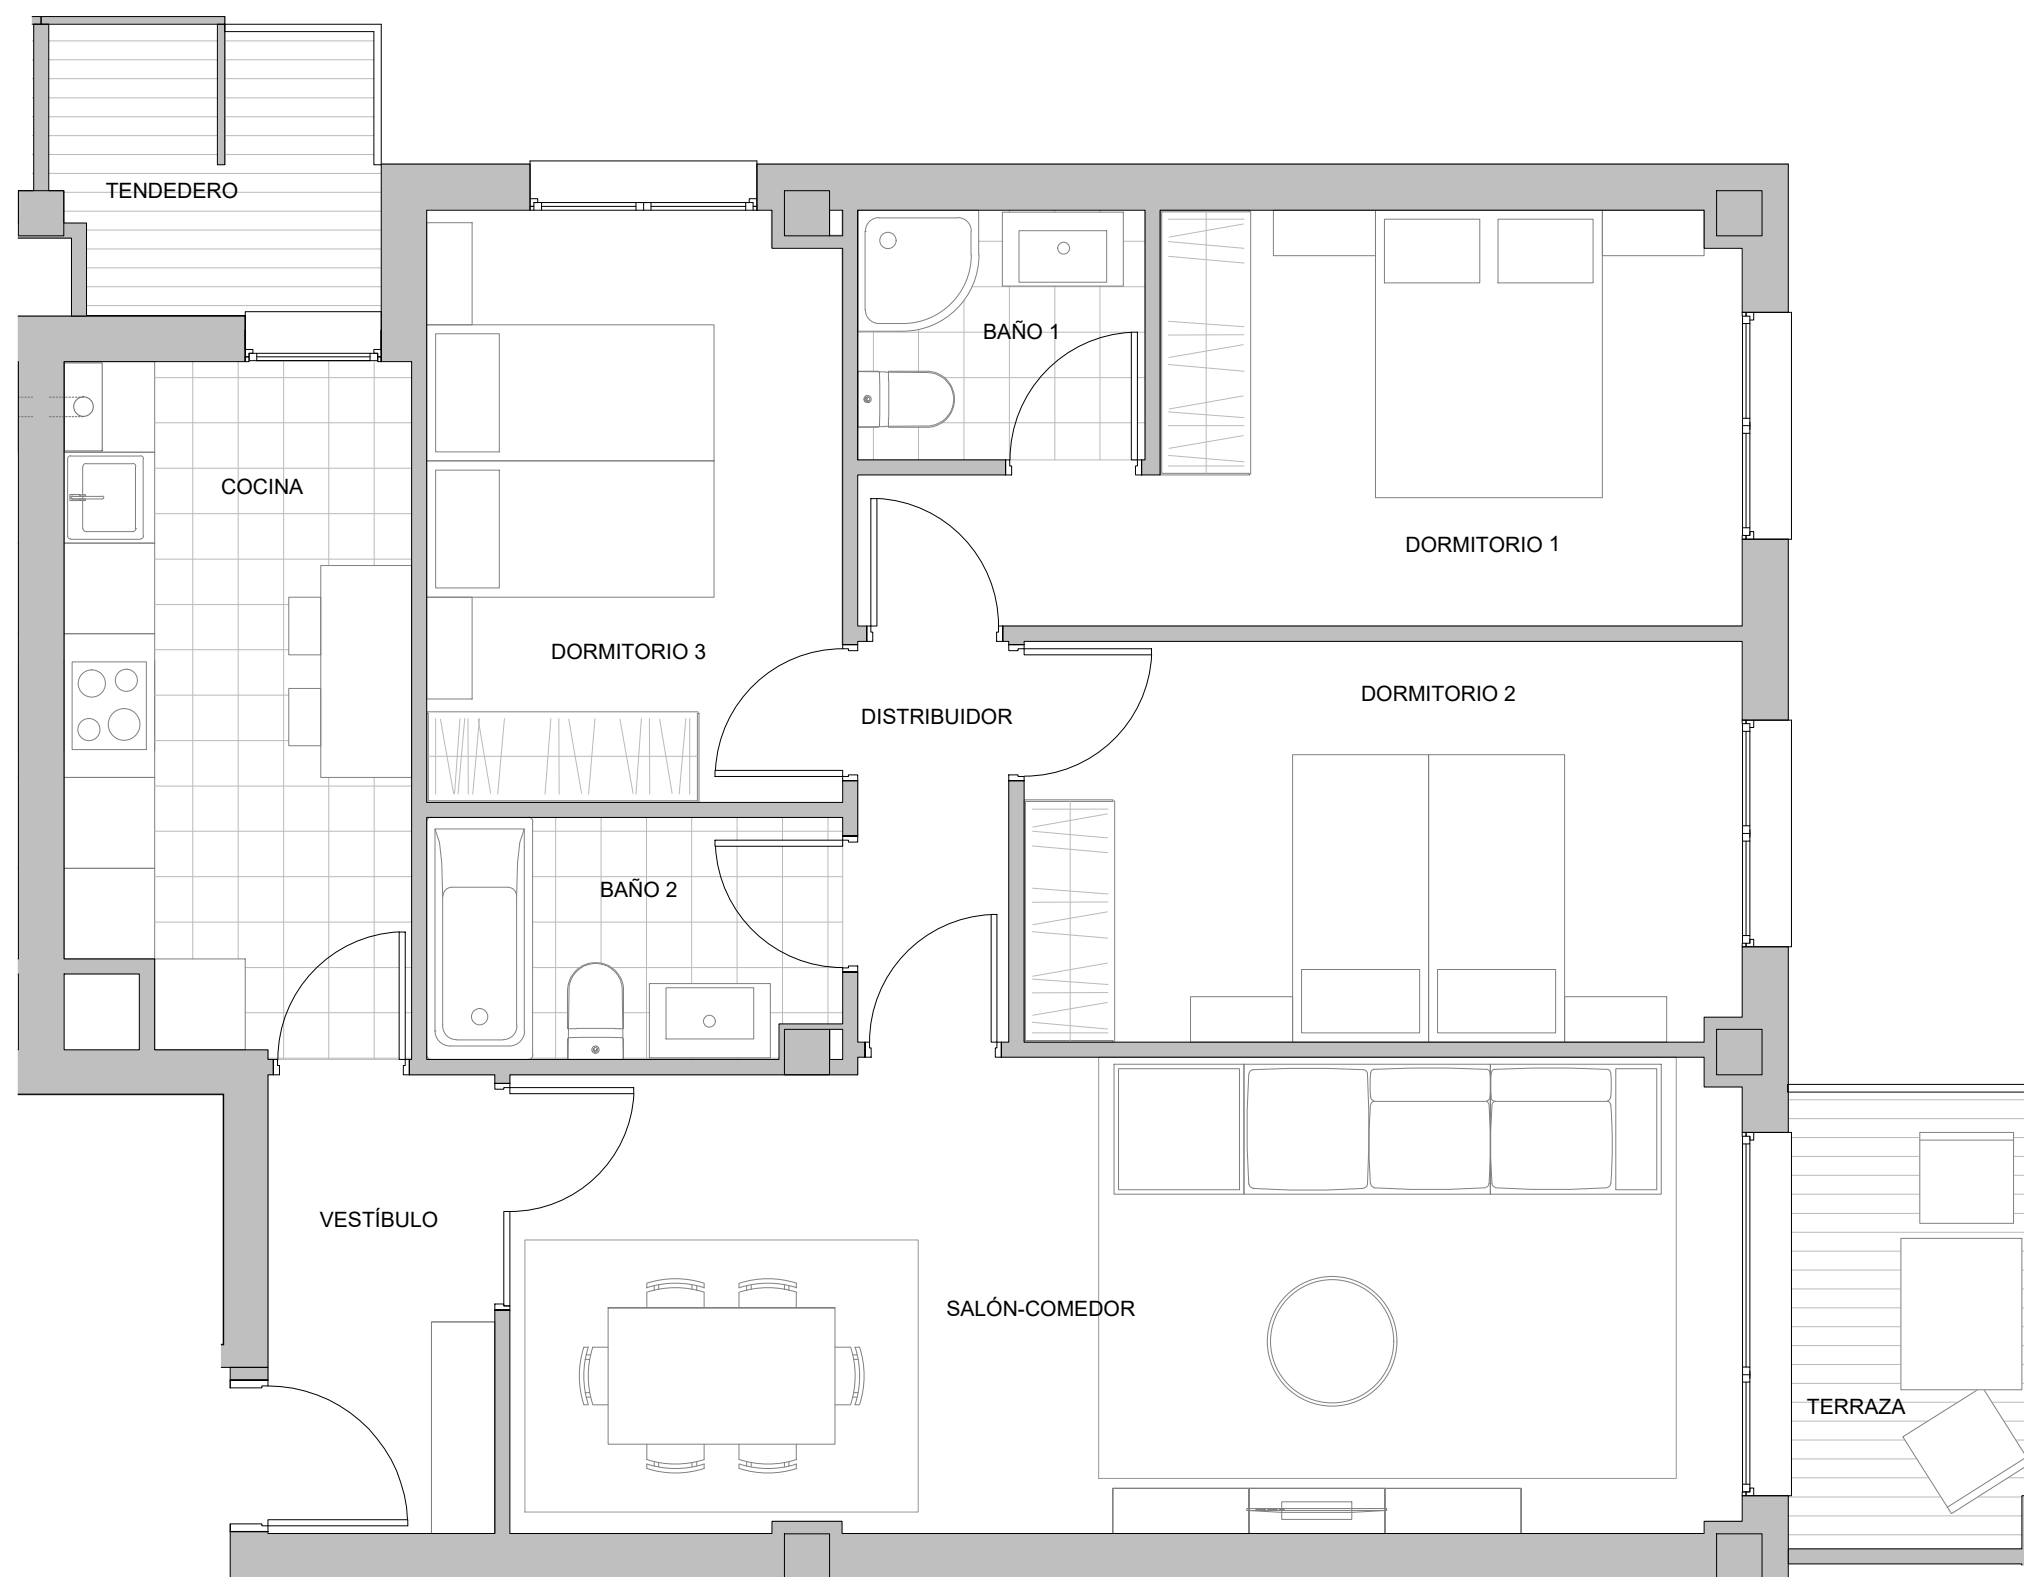 TENDEDERO
BAÑO 1
COCINA
DORMITORIO 1
DORMITORIO 3
DORMITORIO 2
DISTRIBUIDOR
BAÑO 2
VESTÍBULO
SALÓN-COMEDOR
TERRAZA